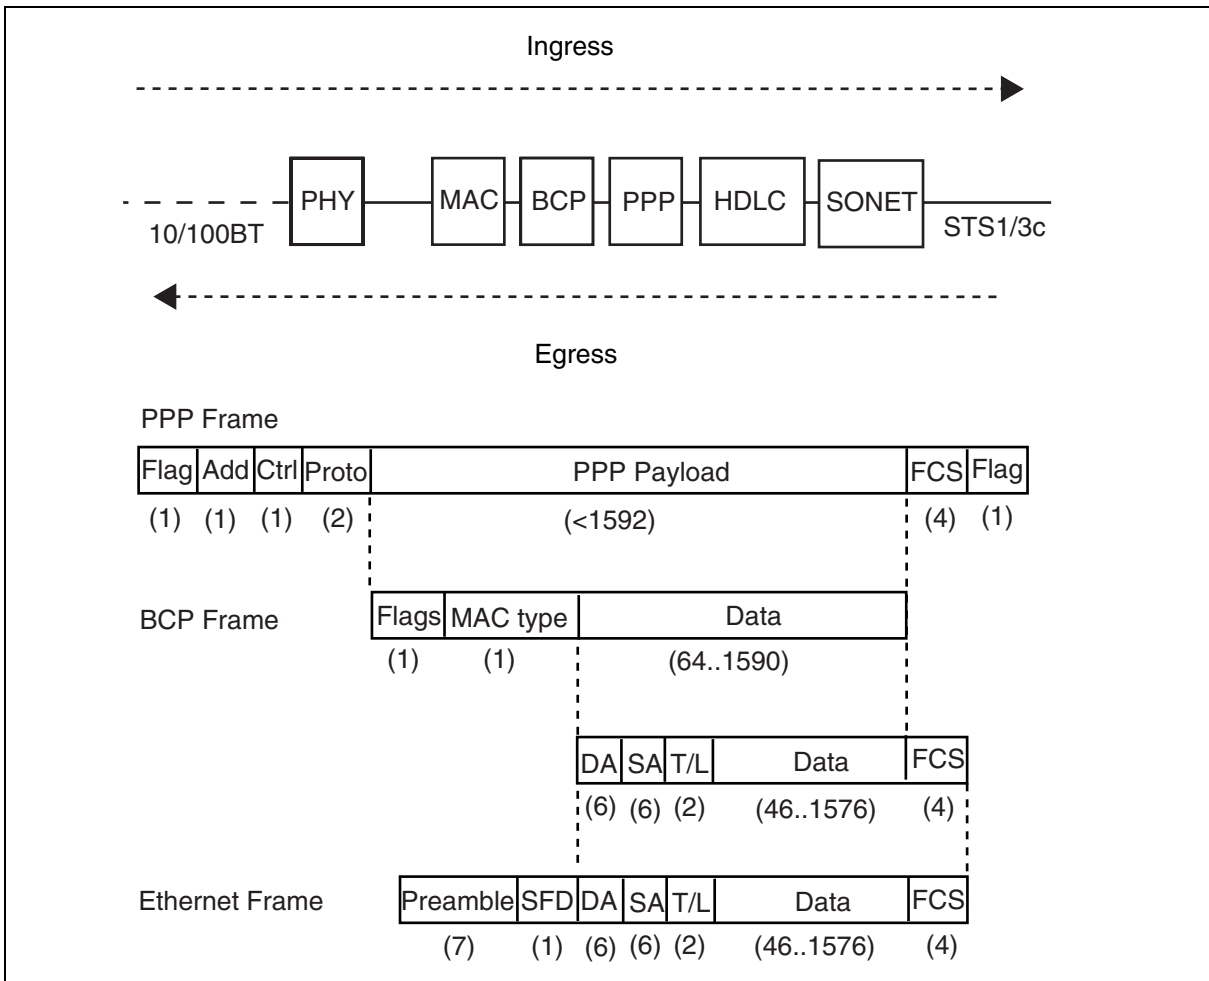 Ingress
PHY MAC BCP PPP HDLC SONET
10/100BT STS1/3c
Egress
PPP Frame
Flag Add Ctrl Proto PPP Payload FCS Flag
(1) (1) (1) (2) (<1592) (4) (1)
BCP Frame Flags MAC type Data
(1) (1) (64..1590)
DA SA T/L Data FCS
(6) (6) (2) (46..1576) (4)
Ethernet Frame Preamble SFD DA SA T/L Data FCS
(7) (1) (6) (6) (2) (46..1576) (4)